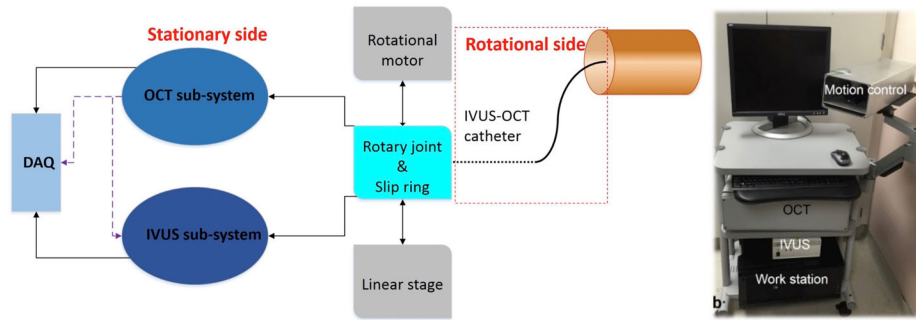 Stationary side
OCT sub-system
DAQ
IVUS sub-system
Rotational
motor
Rotary joint
&
Slip ring
Linear stage
Rotational side
IVUS-OCT
catheter
Motion control
OCT
IVUS
Work station
b